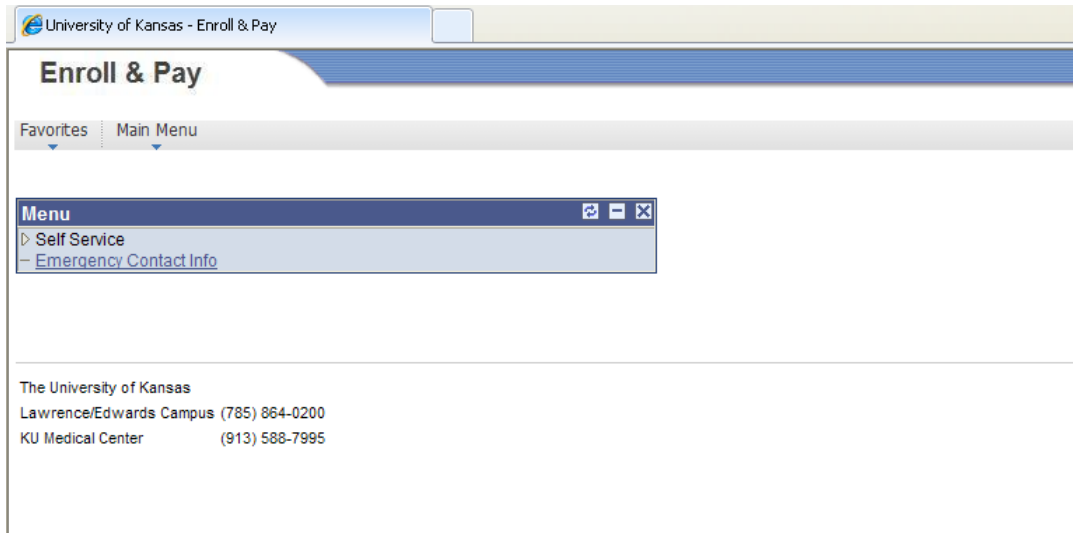 University of Kansas - Enroll & Pay
Enroll & Pay
Favorites Main Menu
Menu
Self Service
Emergency Contact Info
The University of Kansas
Lawrence/Edwards Campus (785) 864-0200
KU Medical Center (913) 588-7995